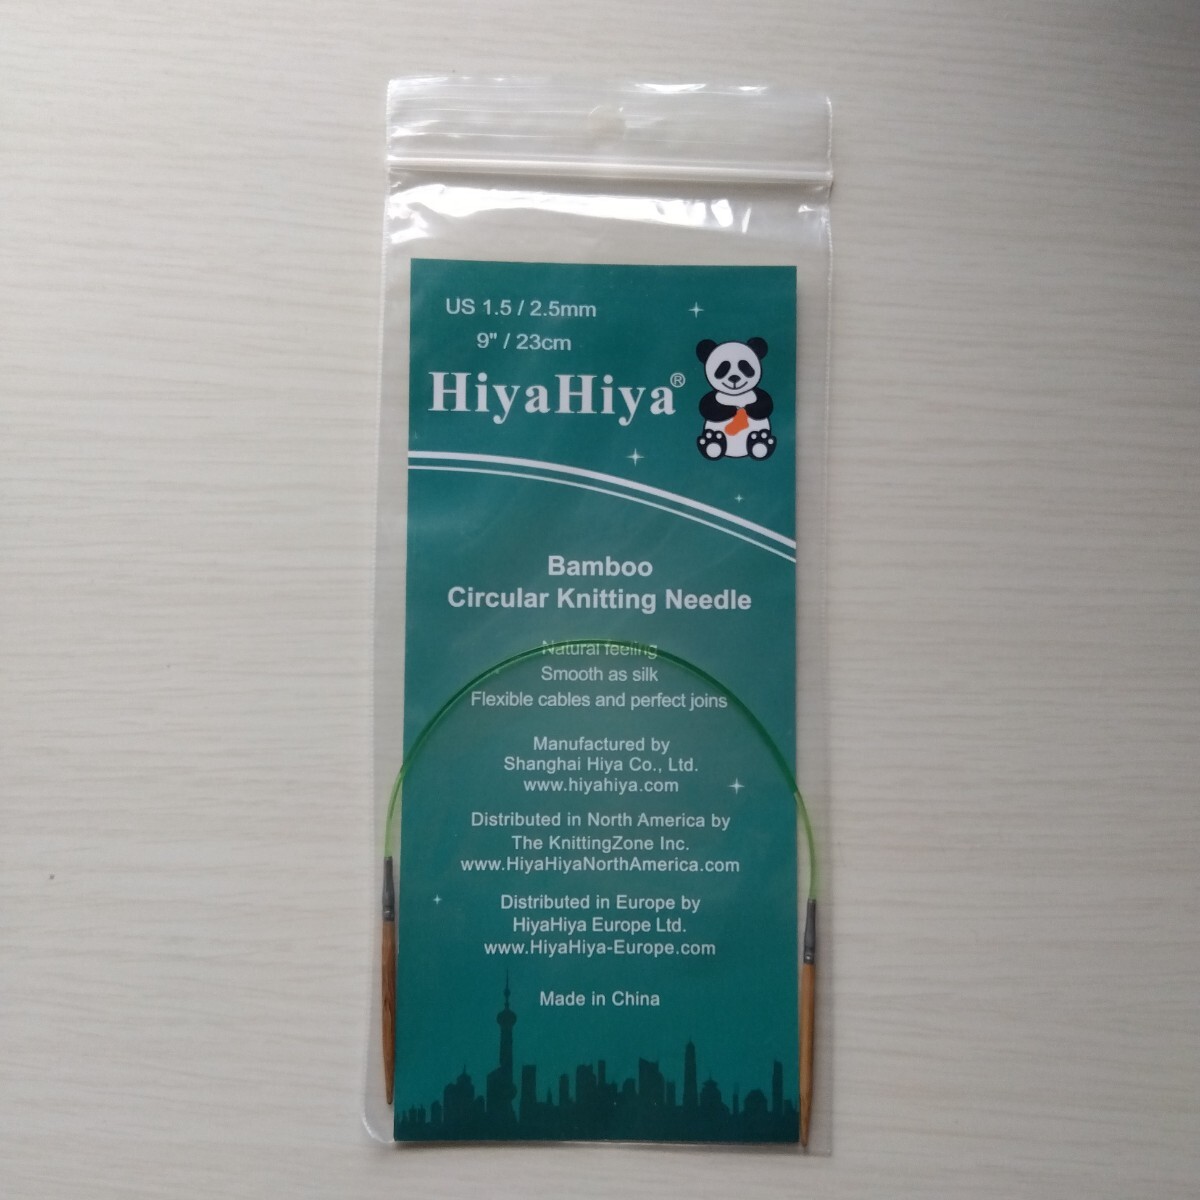 US 1.5 / 2.5mm
9" / 23cm
HiyaHiya®
Bamboo
Circular Knitting Needle
Natural feeling
Smooth as silk
Flexible cables and perfect joins
Manufactured by
Shanghai Hiya Co., Ltd.
www.hiyahiya.com
Distributed in North America by
The KnittingZone Inc.
www.HiyaHiyaNorthAmerica.com
Distributed in Europe by
HiyaHiya Europe Ltd.
www.HiyaHiya-Europe.com
Made in China